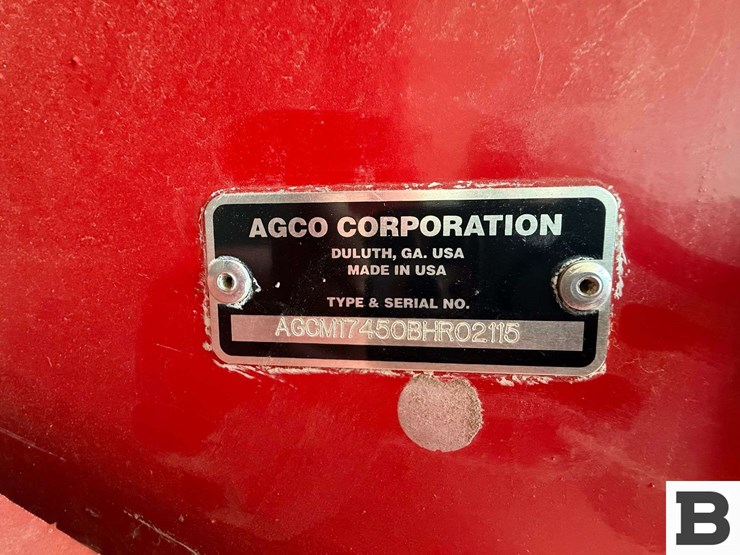 AGCO CORPORATION
DULUTH, GA. USA
MADE IN USA
TYPE & SERIAL NO.
AGCM17450BHR02115
B